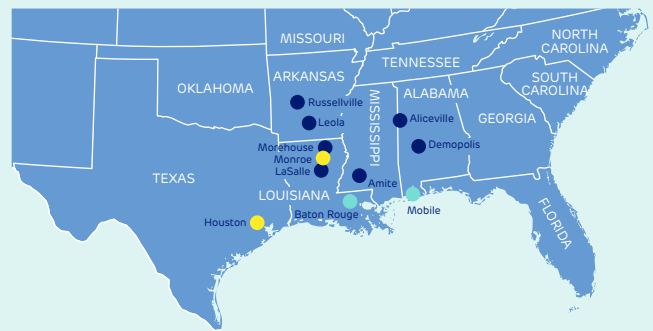 MISSOURI
NORTH
CAROLINA
TENNESSEE
ARKANSAS
OKLAHOMA
SOUTH
CAROLINA
ALABAMA
MISSISSIPPI
Russellville
Leola
Aliceville
GEORGIA
Demopolis
Morehouse
Monroe
LaSalle
TEXAS
Amite
LOUISIANA
Baton Rouge
Mobile
Houston
FLORIDA